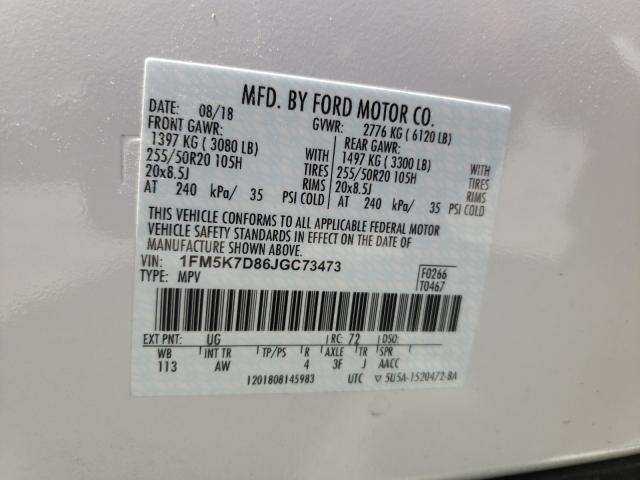 MFD. BY FORD MOTOR CO.
DATE: 08/18 GVWR: 2776 KG ( 6120 LB)
FRONT GAWR: REAR GAWR:
1397 KG ( 3080 LB) WITH 1497 KG ( 3300 LB) WITH
255/50R20 105H TIRES 255/50R20 105H TIRES
20x8.5J RIMS 20x8.5J RIMS
AT 240 kPa/ 35 PSI COLD AT 240 kPa/ 35 PSI COLD
THIS VEHICLE CONFORMS TO ALL APPLICABLE FEDERAL MOTOR
VEHICLE SAFETY STANDARDS IN EFFECT ON THE DATE OF
MANUFACTURE SHOWN ABOVE.
VIN: 1FM5K7D86JGC73473
TYPE: MPV
F0266
T0467
EXT PNT: UG RC: 72 DSO:
WB INT TR TP/PS R AXLE TR SPR
113 AW 4 3F J AACC
1201808145983 UTC ▽ 5U5A-1520472-BA